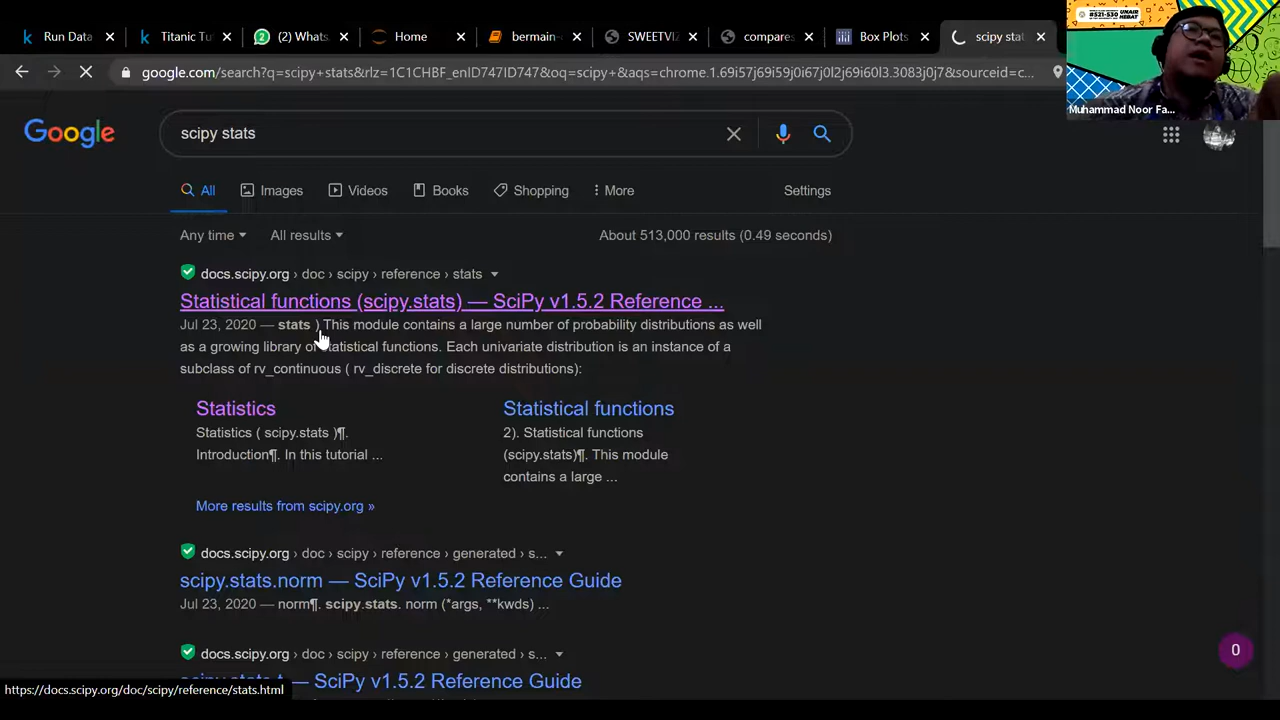 Run Data
Titanic Tu
(2) Whats
Home
bermain-
SWEETVIZ
compares
Box Plots
scipy stat
google.com/search?q=scipy+stats&rlz=1C1CHBF_enID747ID747&oq=scipy+&aqs=chrome.1.69i57j69i59j0i67j0l2j69i60l3.3083j0j7&sourceid=c...
#521-530
UNAIR
HEBAT
Muhammad Noor Fa...
Google
scipy stats
All
Images
Videos
Books
Shopping
More
Settings
Any time
All results
About 513,000 results (0.49 seconds)
docs.scipy.org › doc › scipy › reference › stats
Statistical functions (scipy.stats) — SciPy v1.5.2 Reference ...
Jul 23, 2020 — stats ) This module contains a large number of probability distributions as well
as a growing library of statistical functions. Each univariate distribution is an instance of a
subclass of rv_continuous ( rv_discrete for discrete distributions):
Statistics
Statistics ( scipy.stats )¶.
Introduction¶. In this tutorial ...
Statistical functions
2). Statistical functions
(scipy.stats)¶. This module
contains a large ...
More results from scipy.org »
docs.scipy.org › doc › scipy › reference › generated › s...
scipy.stats.norm — SciPy v1.5.2 Reference Guide
Jul 23, 2020 — norm¶. scipy.stats. norm (*args, **kwds) ...
docs.scipy.org › doc › scipy › reference › generated › s...
scipy.stats.t — SciPy v1.5.2 Reference Guide
0
https://docs.scipy.org/doc/scipy/reference/stats.html